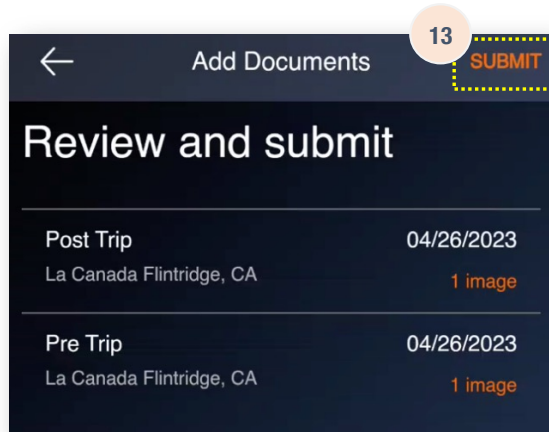 13
Add Documents SUBMIT
Review and submit
Post Trip 04/26/2023
La Canada Flintridge, CA 1 image
Pre Trip 04/26/2023
La Canada Flintridge, CA 1 image